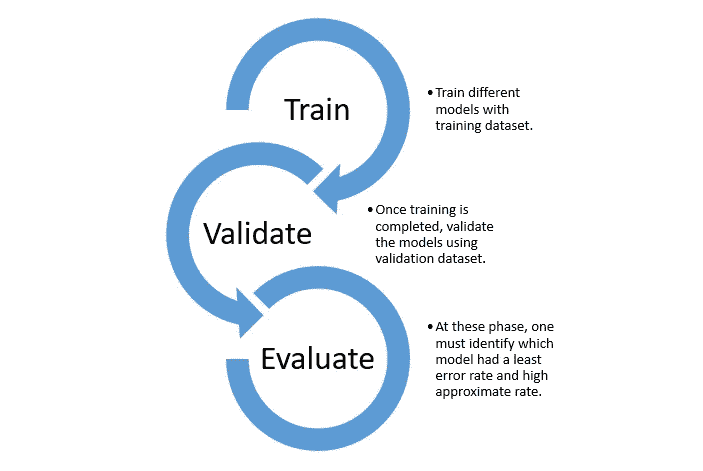 Train
•Train different
models with
training dataset.
Validate
•Once training is
completed, validate
the models using
validation dataset.
Evaluate
•At these phase, one
must identify which
model had a least
error rate and high
approximate rate.